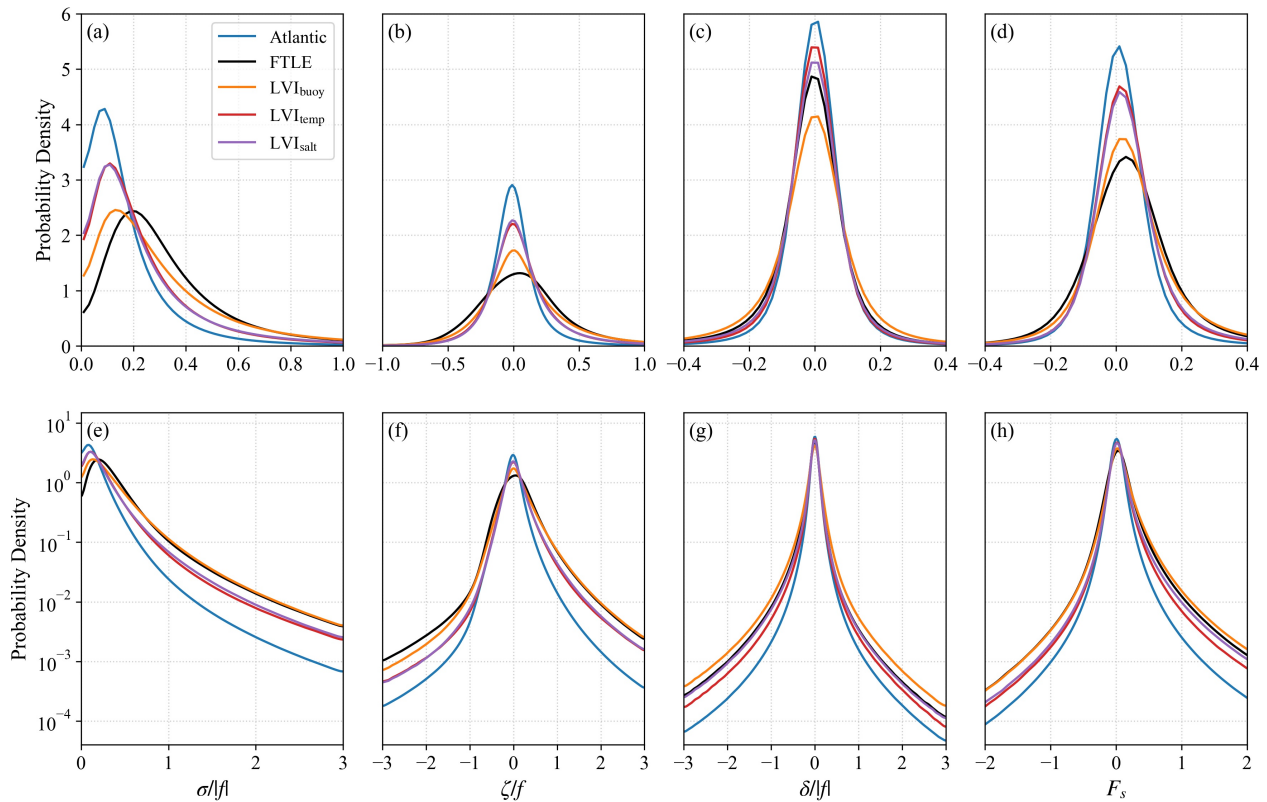 (a) (b) (c) (d)
Atlantic
FTLE
LVI_buoy
LVI_temp
LVI_salt
Probability Density
6
5
4
3
2
1
0
0.0 0.2 0.4 0.6 0.8 1.0
−1.0 −0.5 0.0 0.5 1.0
−0.4 −0.2 0.0 0.2 0.4
−0.4 −0.2 0.0 0.2 0.4
(e) (f) (g) (h)
Probability Density
10^1
10^0
10^−1
10^−2
10^−3
10^−4
0 1 2 3
−3 −2 −1 0 1 2 3
−3 −2 −1 0 1 2 3
−2 −1 0 1 2
σ/|f| ζ/f δ/|f| F_s